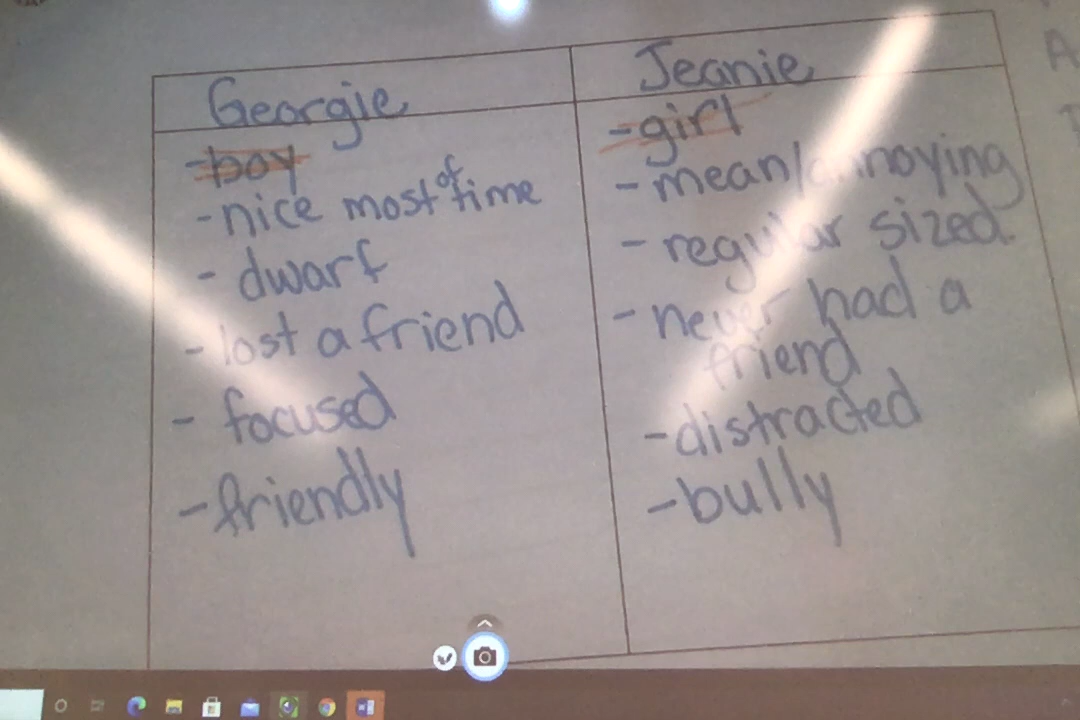 Georgie
Jeanie
- boy
- nice most of time
- dwarf
- lost a friend
- focused
- friendly
- girl
- mean/annoying
- regular sized
- never had a
friend
- distracted
- bully